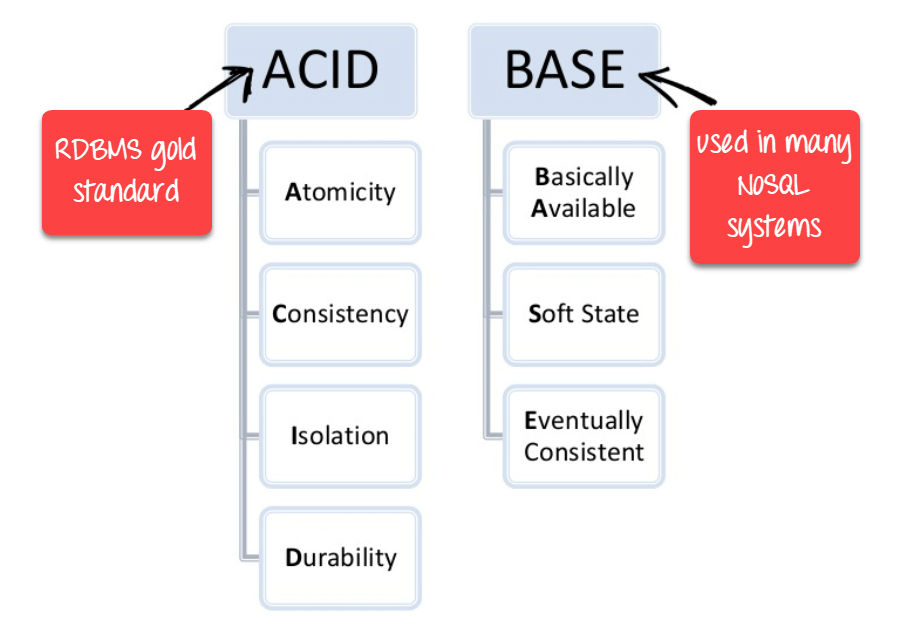 ACID
RDBMS gold
standard
Atomicity
Consistency
Isolation
Durability
BASE
used in many
NoSQL
systems
Basically
Available
Soft State
Eventually
Consistent